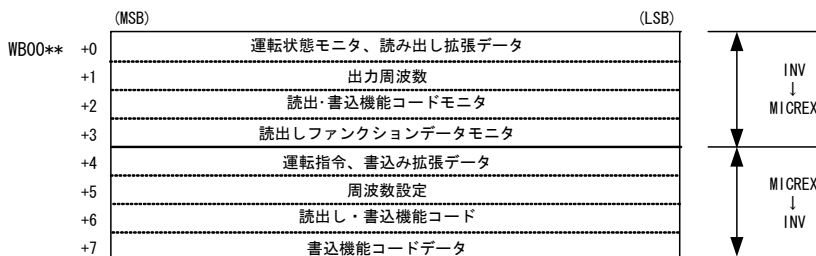 (MSB) (LSB)
WB00** +0 運転状態モニタ、読み出し拡張データ
+1 出力周波数
+2 読出・書込機能コードモニタ
+3 読出しファンクションデータモニタ
+4 運転指令、書込み拡張データ
+5 周波数設定
+6 読出し・書込機能コード
+7 書込機能コードデータ
INV
↓
MICREX
MICREX
↓
INV